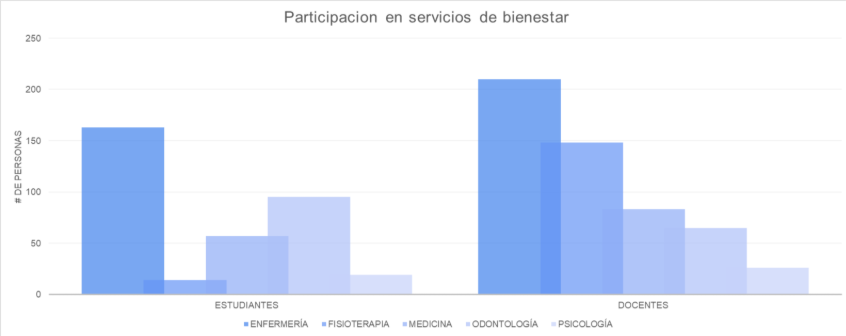 Participacion en servicios de bienestar
250
200
150
100
50
0
# DE PERSONAS
ESTUDIANTES
DOCENTES
ENFERMERÍA
FISIOTERAPIA
MEDICINA
ODONTOLOGÍA
PSICOLOGÍA